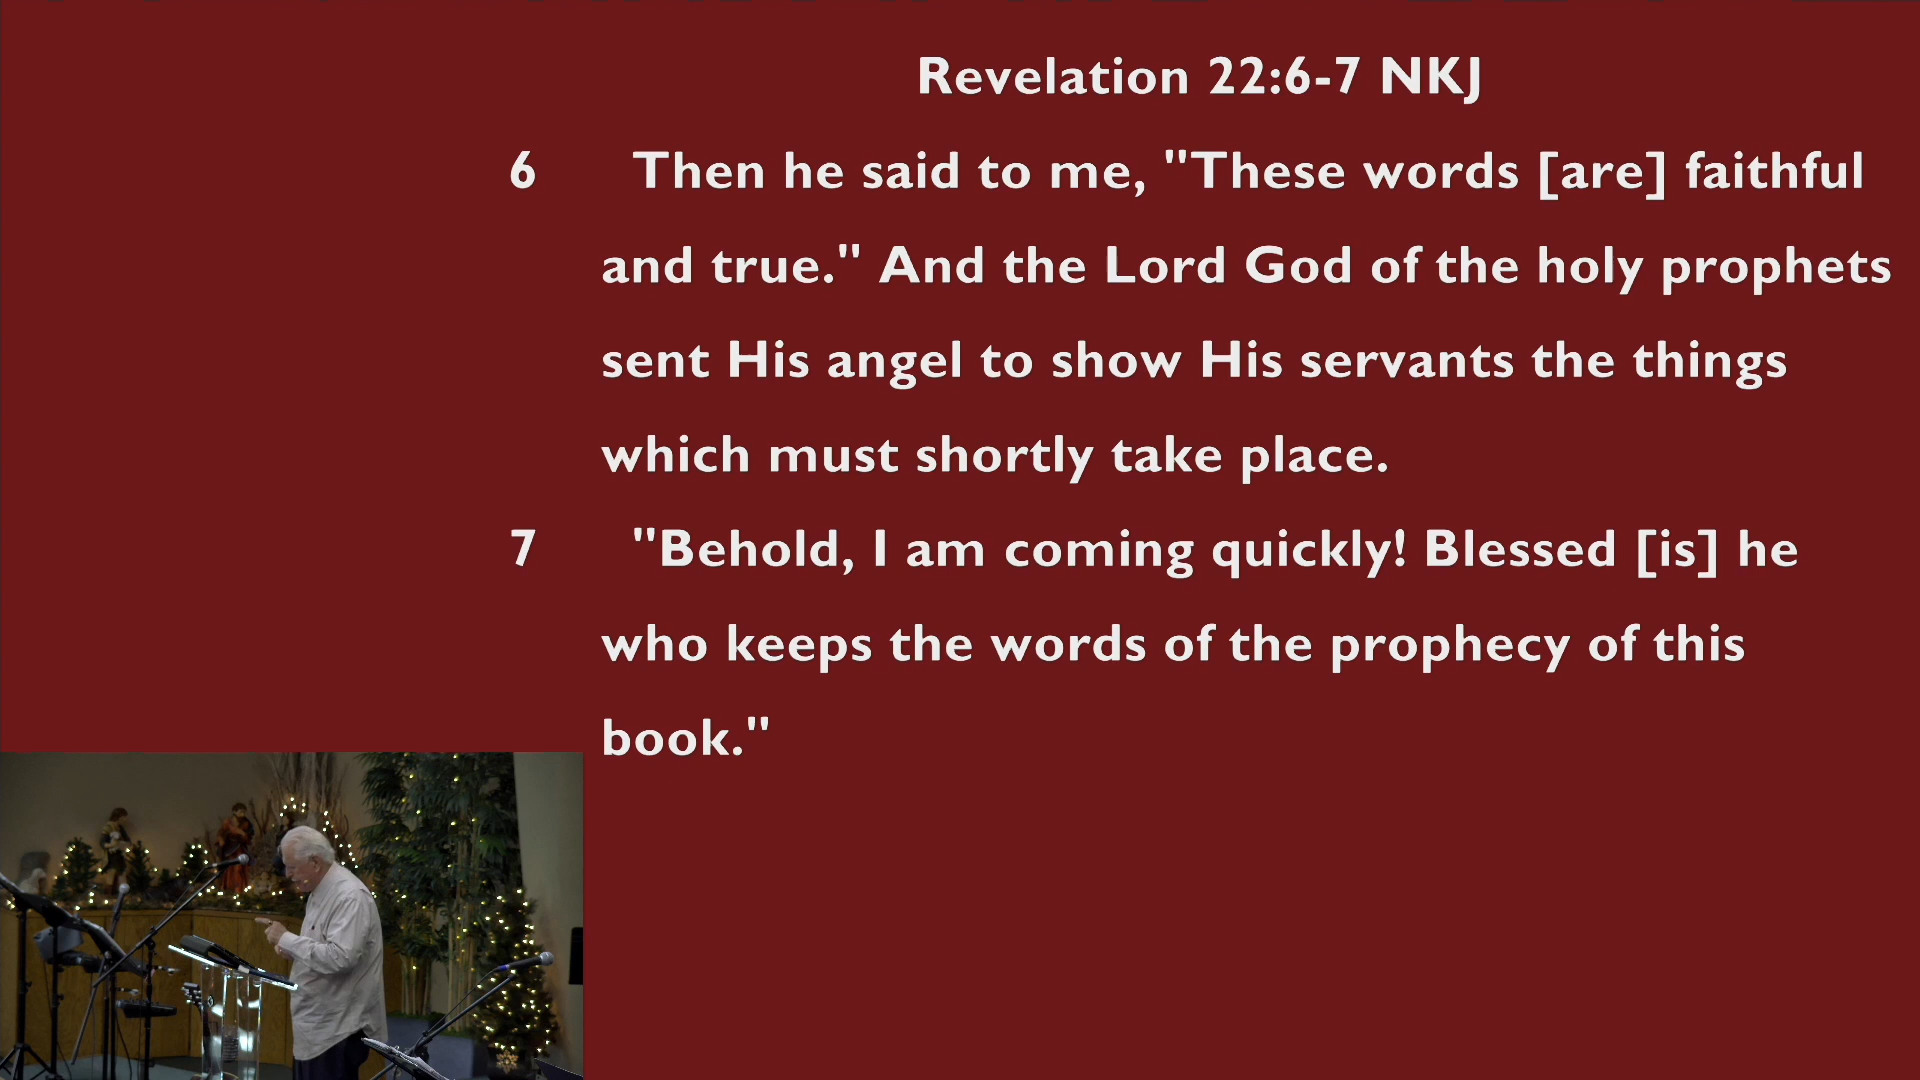 Revelation 22:6-7 NKJ
6 Then he said to me, "These words [are] faithful
and true." And the Lord God of the holy prophets
sent His angel to show His servants the things
which must shortly take place.
7 "Behold, I am coming quickly! Blessed [is] he
who keeps the words of the prophecy of this
book."